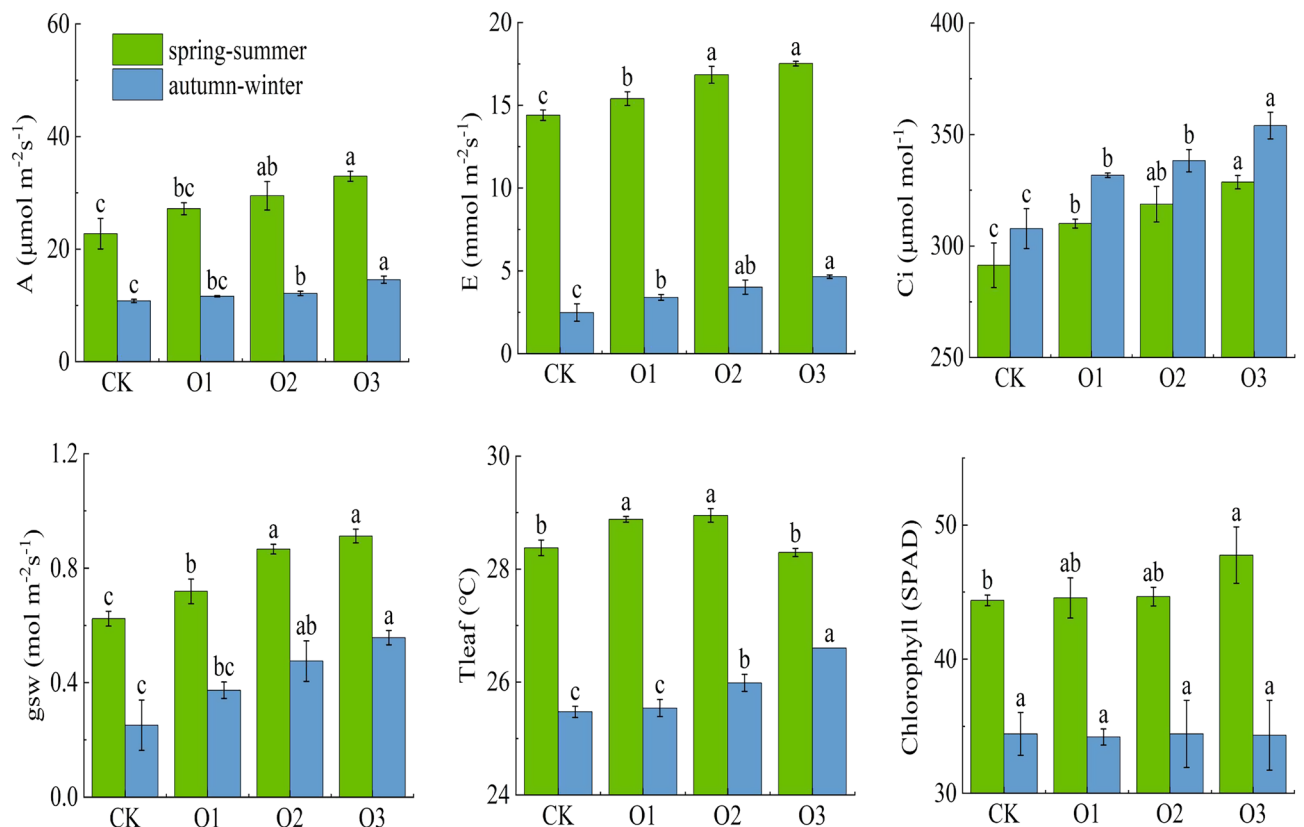 A (μmol m⁻²s⁻¹)
60
40
20
0
spring-summer
autumn-winter
c
c
bc
bc
ab
b
a
a
CK
O1
O2
O3
E (mmol m⁻²s⁻¹)
20
15
10
5
0
c
c
b
b
a
ab
a
a
CK
O1
O2
O3
Ci (μmol mol⁻¹)
400
350
300
250
c
c
b
b
ab
b
a
a
CK
O1
O2
O3
gsw (mol m⁻²s⁻¹)
1.2
0.8
0.4
0.0
c
c
b
bc
a
ab
a
a
CK
O1
O2
O3
Tleaf (°C)
30
28
26
24
b
c
a
c
a
b
b
a
CK
O1
O2
O3
Chlorophyll (SPAD)
50
40
30
b
a
ab
a
ab
a
a
a
CK
O1
O2
O3